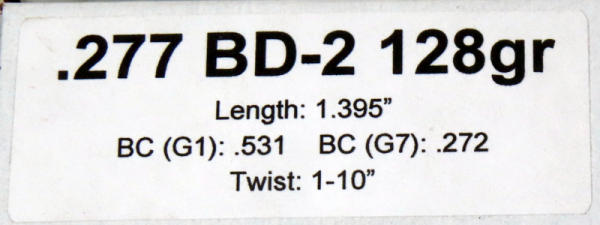 .277 BD-2 128gr
Length: 1.395”
BC (G1): .531 BC (G7): .272
Twist: 1-10”